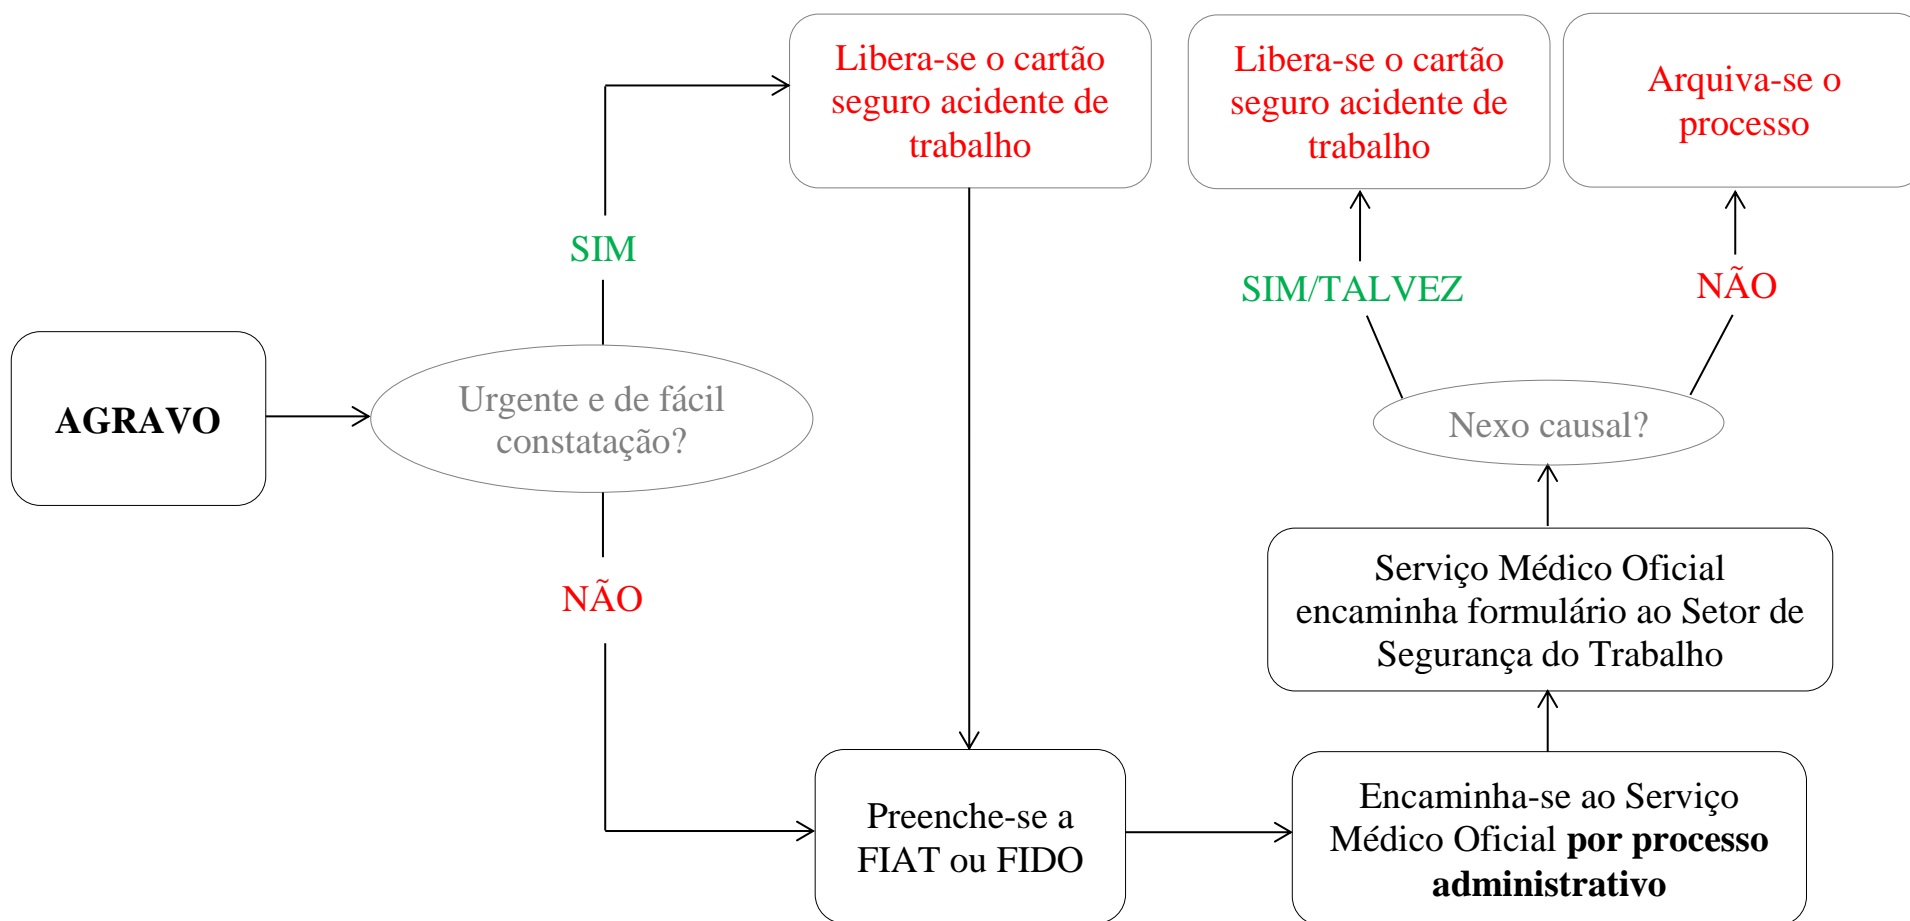 AGRAVO
Urgente e de fácil
constatação?
SIM
Libera-se o cartão
seguro acidente de
trabalho
NÃO
Preenche-se a
FIAT ou FIDO
Encaminha-se ao Serviço
Médico Oficial por processo
administrativo
Serviço Médico Oficial
encaminha formulário ao Setor de
Segurança do Trabalho
Nexo causal?
SIM/TALVEZ
Libera-se o cartão
seguro acidente de
trabalho
NÃO
Arquiva-se o
processo